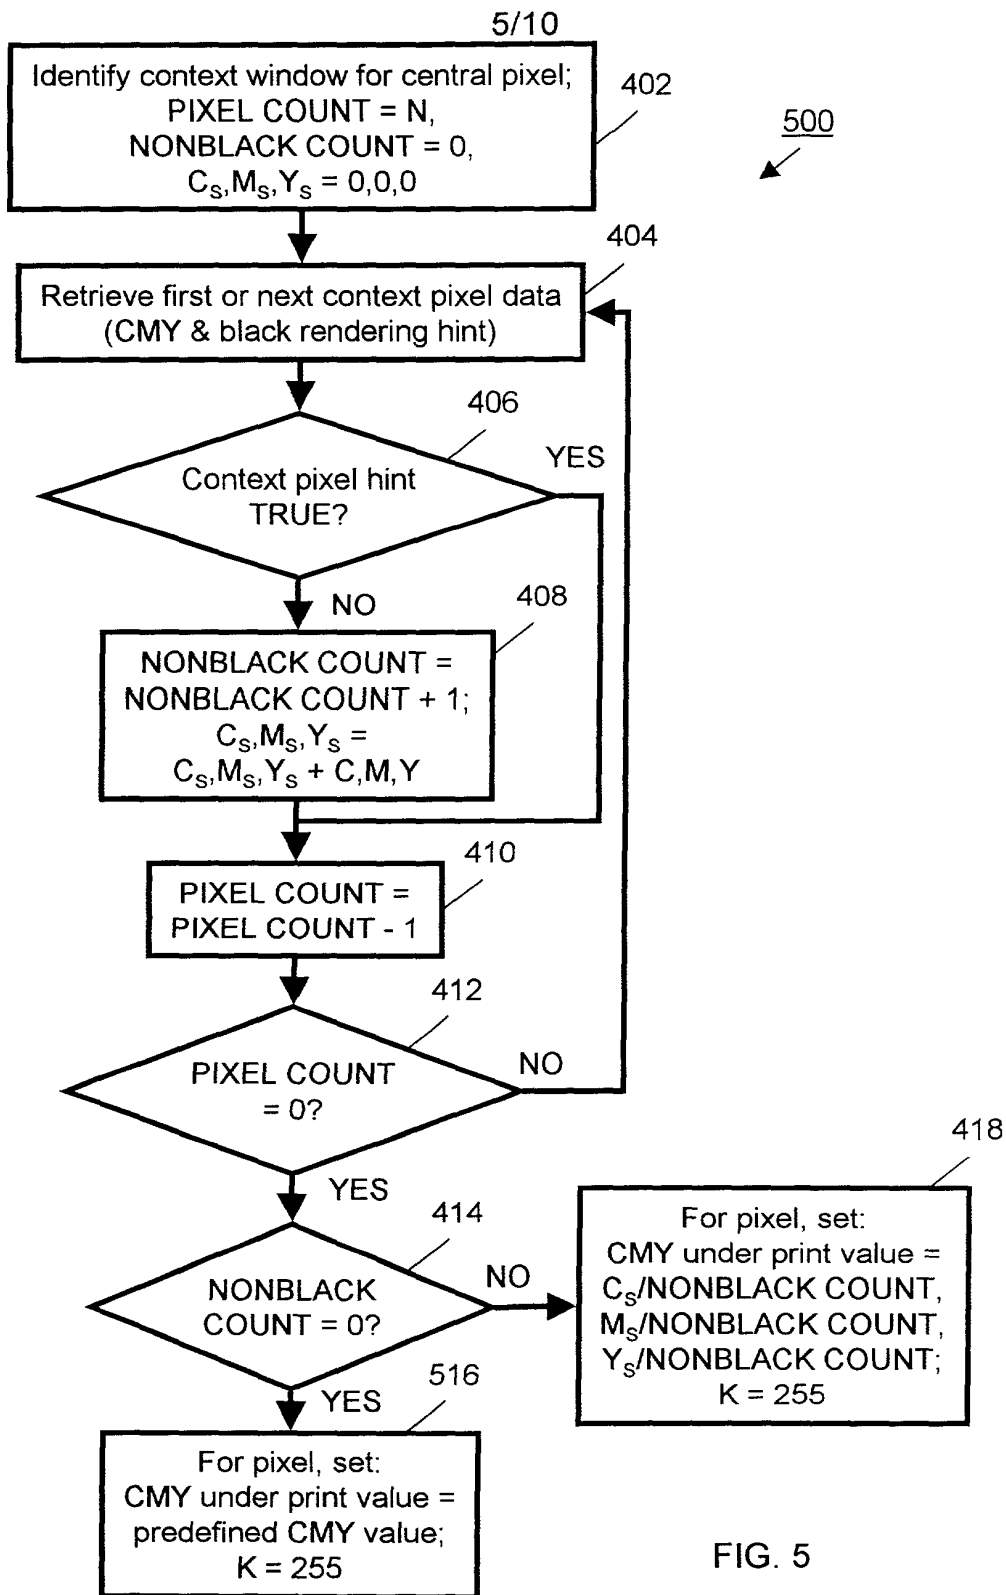 5/10
Identify context window for central pixel;
PIXEL COUNT = N,
NONBLACK COUNT = 0,
CS,MS,YS = 0,0,0
402
500
404
Retrieve first or next context pixel data
(CMY & black rendering hint)
406
YES
Context pixel hint
TRUE?
NO
408
NONBLACK COUNT =
NONBLACK COUNT + 1;
CS,MS,YS =
CS,MS,YS + C,M,Y
410
PIXEL COUNT =
PIXEL COUNT - 1
412
NO
PIXEL COUNT
= 0?
YES
414
NO
NONBLACK
COUNT = 0?
YES
418
For pixel, set:
CMY under print value =
CS/NONBLACK COUNT,
MS/NONBLACK COUNT,
YS/NONBLACK COUNT;
K = 255
516
For pixel, set:
CMY under print value =
predefined CMY value;
K = 255
FIG. 5